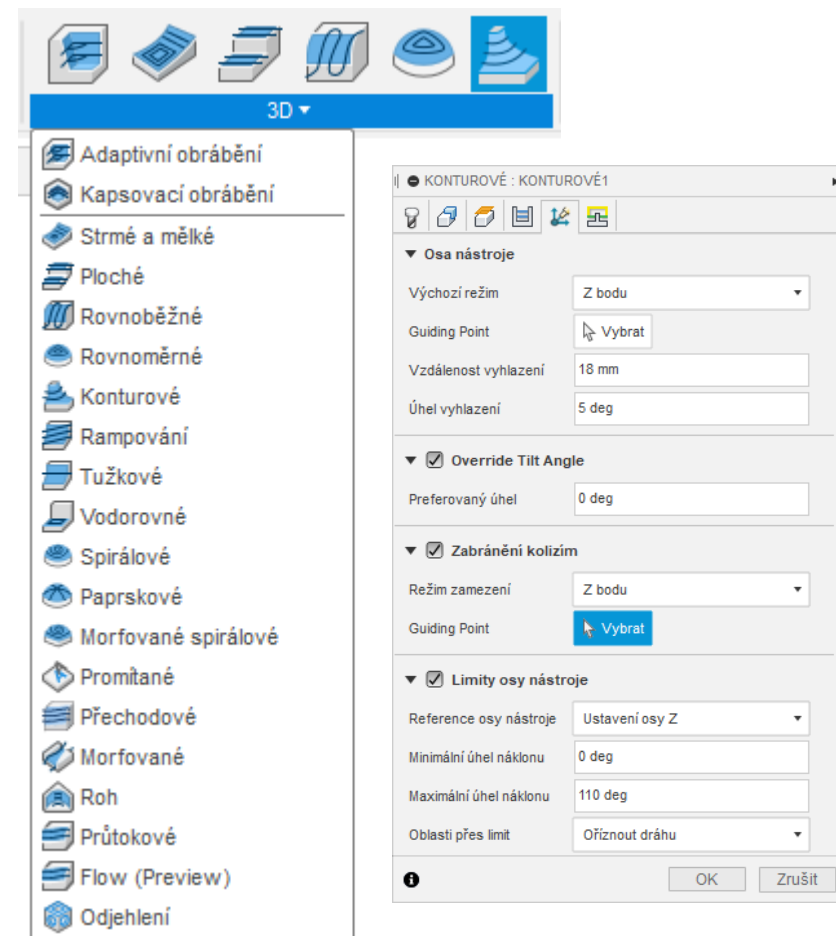 3D
Adaptivní obrábění
Kapsovací obrábění
Strmé a mělké
Ploché
Rovnoběžné
Rovnoměrné
Konturové
Rampování
Tužkové
Vodorovné
Spirálové
Paprskové
Morfované spirálové
Promítané
Přechodové
Morfované
Roh
Průtokové
Flow (Preview)
Odjehlení
KONTUROVÉ : KONTUROVÉ1
Osa nástroje
Výchozí režim Z bodu
Guiding Point Vybrat
Vzdálenost vyhlazení 18 mm
Úhel vyhlazení 5 deg
Override Tilt Angle
Preferovaný úhel 0 deg
Zabránění kolizím
Režim zamezení Z bodu
Guiding Point Vybrat
Limity osy nástroje
Reference osy nástroje Ustavení osy Z
Minimální úhel náklonu 0 deg
Maximální úhel náklonu 110 deg
Oblasti přes limit Oříznout dráhu
OK Zrušit